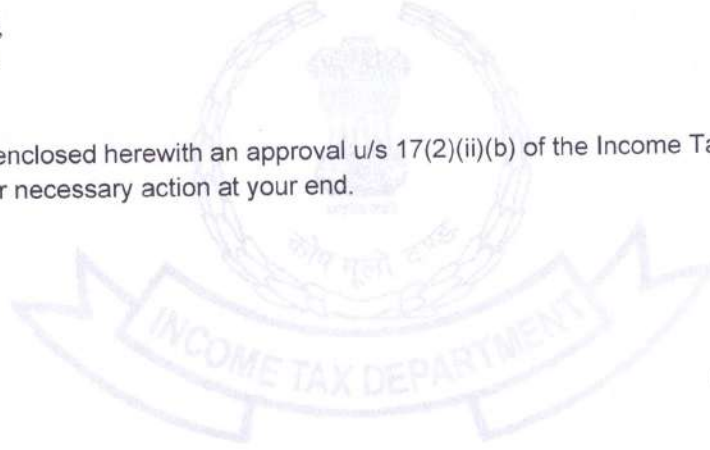 enclosed herewith an approval u/s 17(2)(ii)(b) of the Income Ta
r necessary action at your end.
कोष मूलो दण्ड
INCOME TAX DEPARTMENT